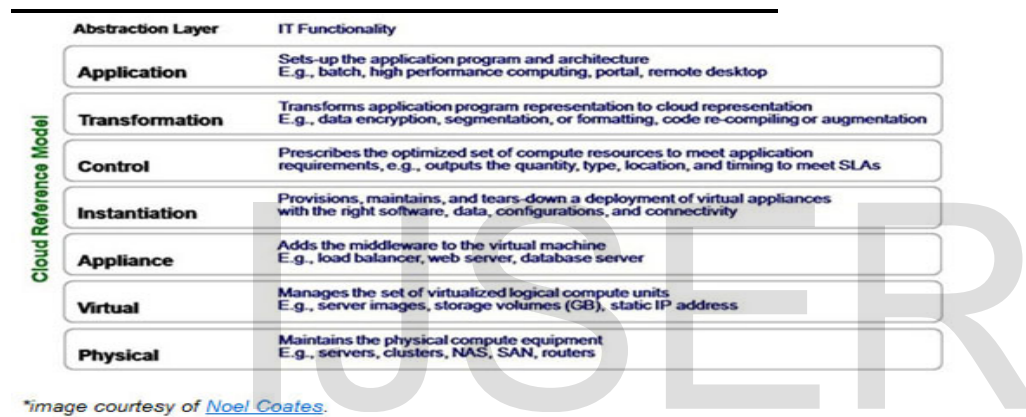 Abstraction Layer IT Functionality
Application
Sets-up the application program and architecture
E.g., batch, high performance computing, portal, remote desktop
Transformation
Transforms application program representation to cloud representation
E.g., data encryption, segmentation, or formatting, code re-compiling or augmentation
Control
Prescribes the optimized set of compute resources to meet application
requirements, e.g., outputs the quantity, type, location, and timing to meet SLAs
Instantiation
Provisions, maintains, and tears-down a deployment of virtual appliances
with the right software, data, configurations, and connectivity
Appliance
Adds the middleware to the virtual machine
E.g., load balancer, web server, database server
Virtual
Manages the set of virtualized logical compute units
E.g., server images, storage volumes (GB), static IP address
Physical
Maintains the physical compute equipment
E.g., servers, clusters, NAS, SAN, routers
Cloud Reference Model
*image courtesy of Noel Coates.
IJSER